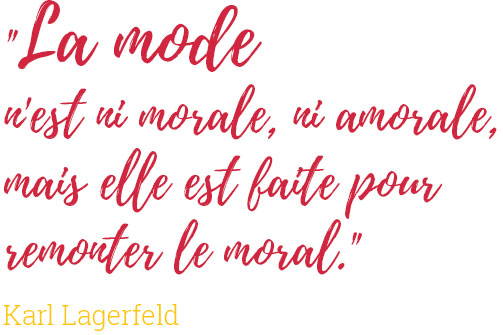 "La mode
n'est ni morale, ni amorale,
mais elle est faite pour
remonter le moral."
Karl Lagerfeld